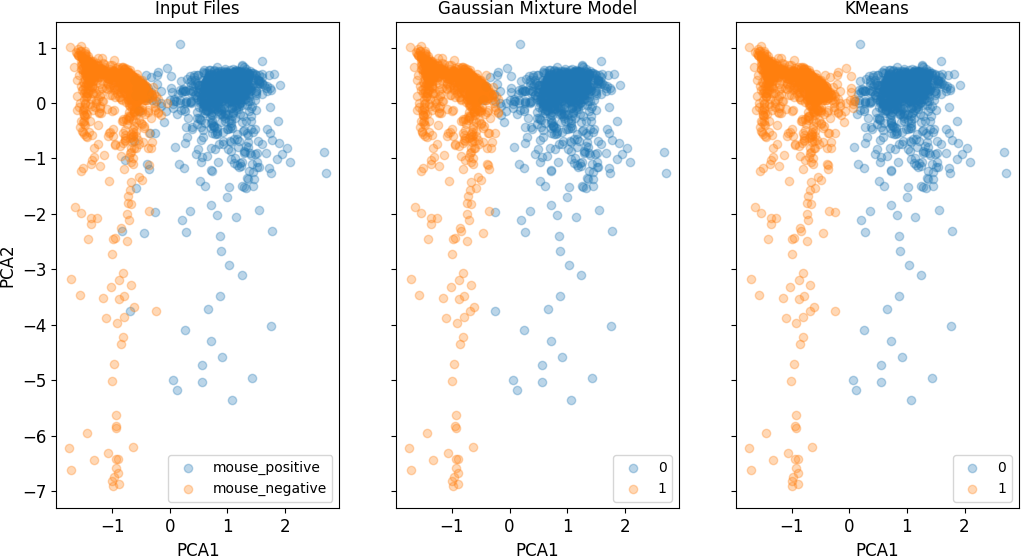 Input Files
Gaussian Mixture Model
KMeans
PCA2
1
0
−1
−2
−3
−4
−5
−6
−7
mouse_positive
mouse_negative
0
1
0
1
−1 0 1 2
−1 0 1 2
−1 0 1 2
PCA1
PCA1
PCA1